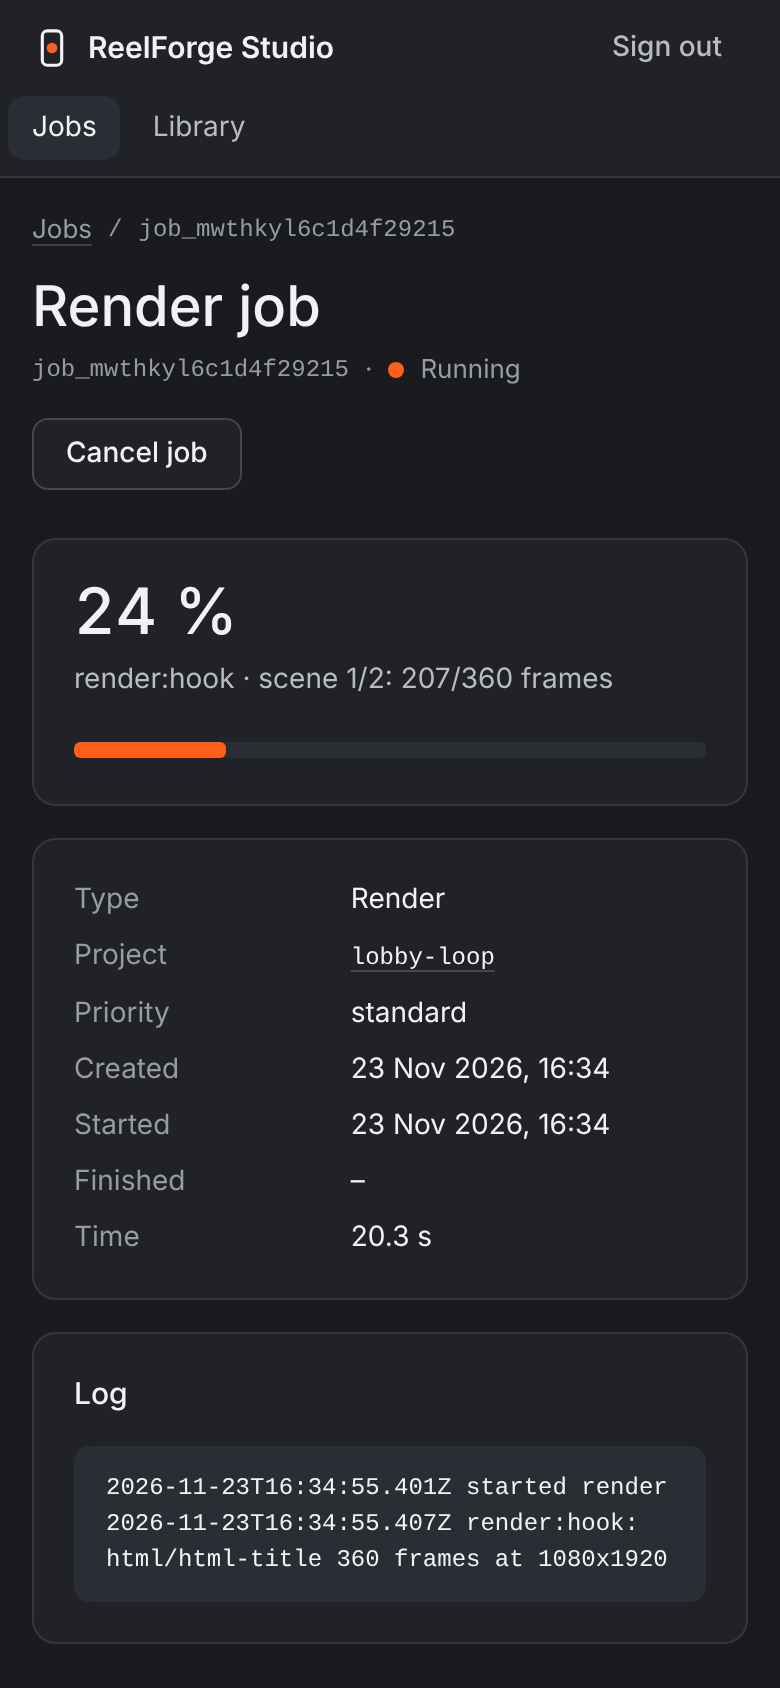 ReelForge Studio
Sign out
Jobs
Library
Jobs / job_mwthkyl6c1d4f29215
Render job
job_mwthkyl6c1d4f29215 · Running
Cancel job
24 %
render:hook · scene 1/2: 207/360 frames
Type Render
Project lobby-loop
Priority standard
Created 23 Nov 2026, 16:34
Started 23 Nov 2026, 16:34
Finished –
Time 20.3 s
Log
2026-11-23T16:34:55.401Z started render
2026-11-23T16:34:55.407Z render:hook:
html/html-title 360 frames at 1080x1920